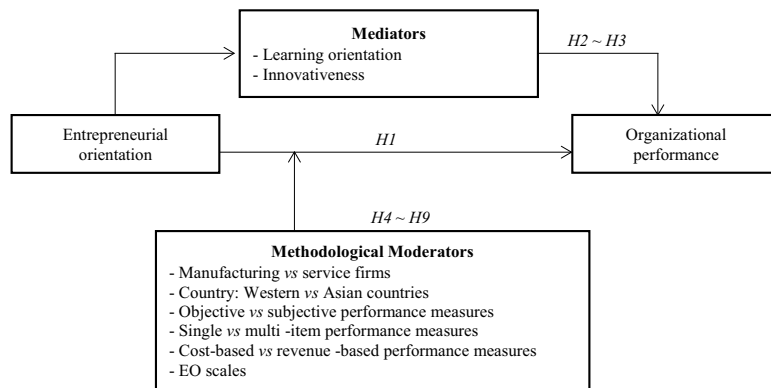 Mediators
- Learning orientation
- Innovativeness
H2 ~ H3
Entrepreneurial
orientation
H1
Organizational
performance
H4 ~ H9
Methodological Moderators
- Manufacturing vs service firms
- Country: Western vs Asian countries
- Objective vs subjective performance measures
- Single vs multi -item performance measures
- Cost-based vs revenue -based performance measures
- EO scales